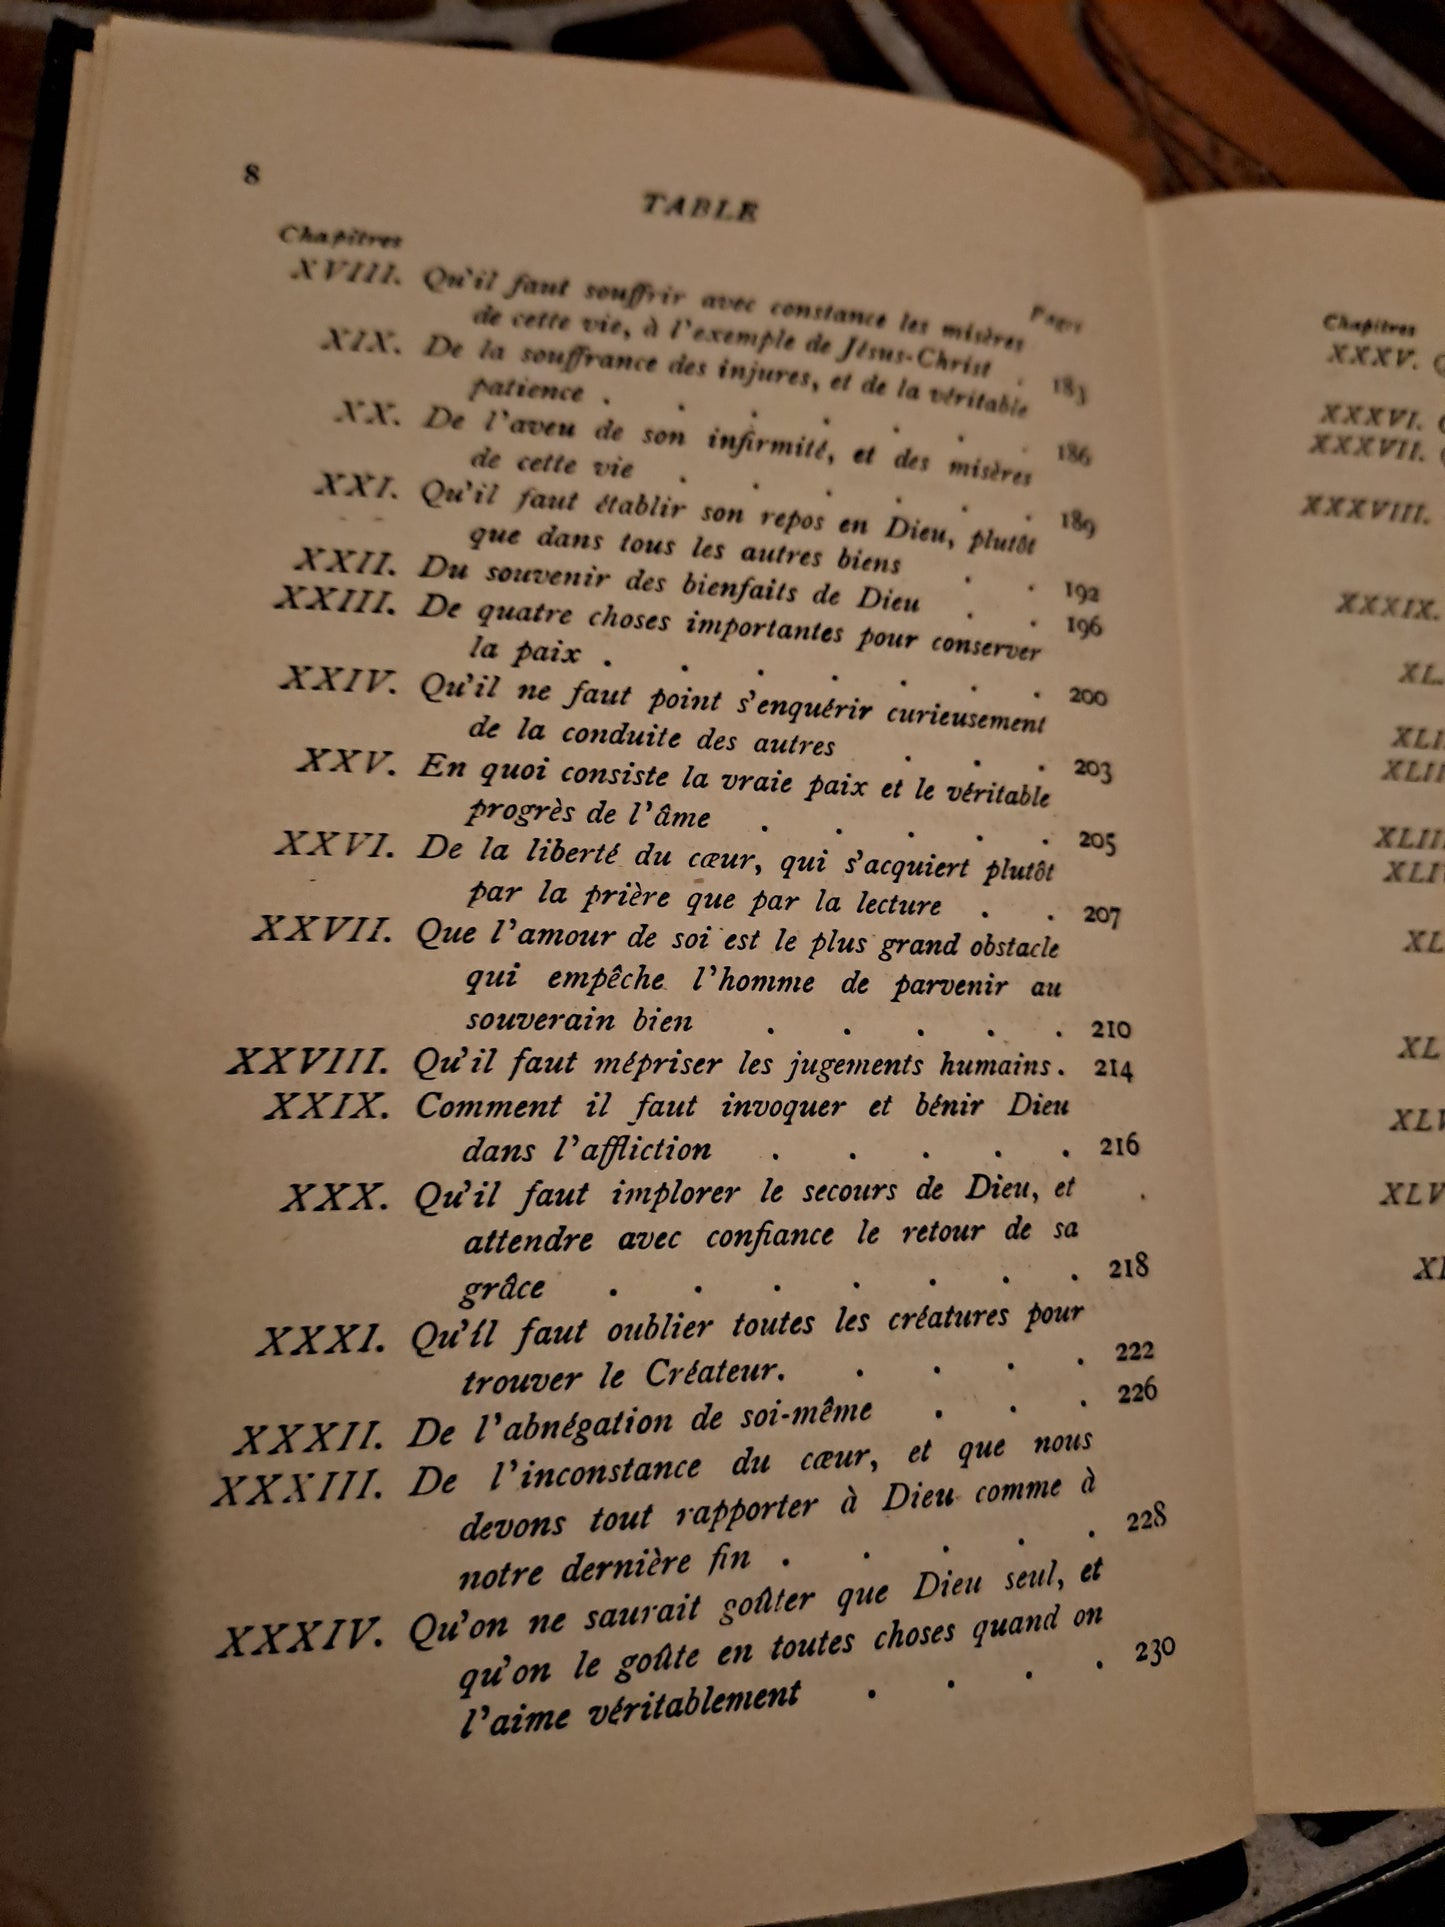 8
TABLE
Chapitres
Pages
XVIII. Qu'il faut souffrir avec constance les misères
de cette vie, à l'exemple de Jésus-Christ . 183
XIX. De la souffrance des injures, et de la véritable
patience . . . . . . . 186
XX. De l'aveu de son infirmité, et des misères
de cette vie . . . . . . 189
XXI. Qu'il faut établir son repos en Dieu, plutôt
que dans tous les autres biens . . 192
XXII. Du souvenir des bienfaits de Dieu . . 196
XXIII. De quatre choses importantes pour conserver
la paix . . . . . . . 200
XXIV. Qu'il ne faut point s'enquérir curieusement
de la conduite des autres . . . 203
XXV. En quoi consiste la vraie paix et le véritable
progrès de l'âme . . . . . 205
XXVI. De la liberté du cœur, qui s'acquiert plutôt
par la prière que par la lecture . . 207
XXVII. Que l'amour de soi est le plus grand obstacle
qui empêche l'homme de parvenir au
souverain bien . . . . . 210
XXVIII. Qu'il faut mépriser les jugements humains . 214
XXIX. Comment il faut invoquer et bénir Dieu
dans l'affliction . . . . . 216
XXX. Qu'il faut implorer le secours de Dieu, et
attendre avec confiance le retour de sa
grâce . . . . . . . 218
XXXI. Qu'il faut oublier toutes les créatures pour
trouver le Créateur. . . . . 222
XXXII. De l'abnégation de soi-même . . . 226
XXXIII. De l'inconstance du cœur, et que nous
devons tout rapporter à Dieu comme à
notre dernière fin . . . . . 228
XXXIV. Qu'on ne saurait goûter que Dieu seul, et
qu'on le goûte en toutes choses quand on
l'aime véritablement . . . . 230
Chapitres
XXXV.
XXXVI.
XXXVII.
XXXVIII.
XXXIX.
XL.